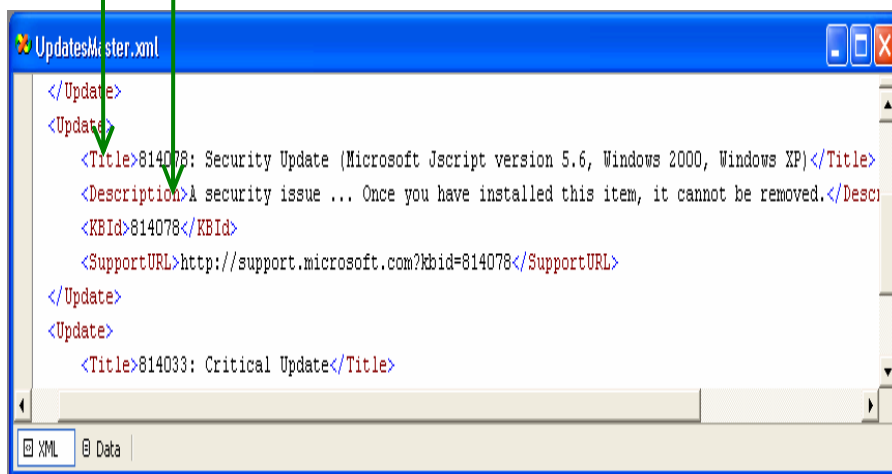 UpdatesMaster.xml
</Update>
<Update>
<Title>814078: Security Update (Microsoft Jscript version 5.6, Windows 2000, Windows XP)</Title>
<Description>A security issue ... Once you have installed this item, it cannot be removed.</Descr
<KBId>814078</KBId>
<SupportURL>http://support.microsoft.com?kbid=814078</SupportURL>
</Update>
<Update>
<Title>814033: Critical Update</Title>
XML Data